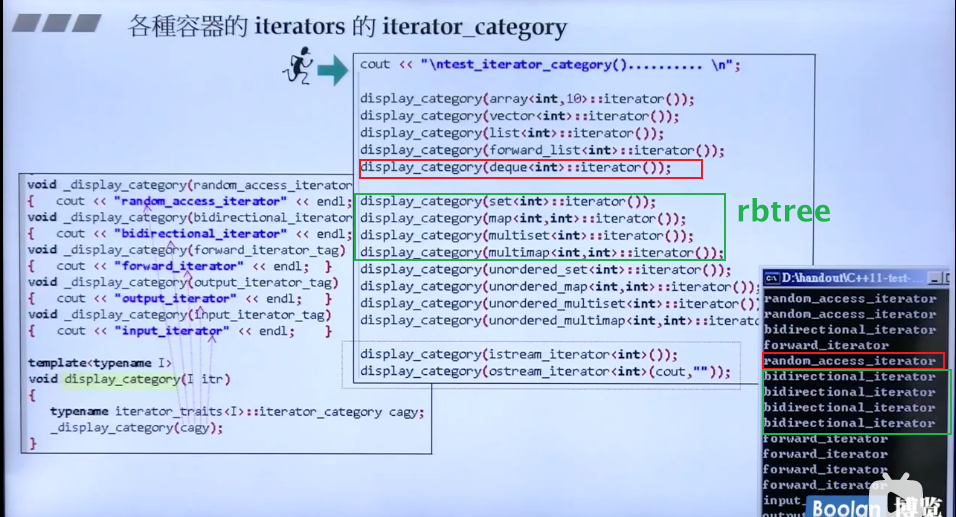 各種容器的 iterators 的 iterator_category
cout << "\ntest_iterator_category().......... \n";
display_category(array<int,10>::iterator());
display_category(vector<int>::iterator());
display_category(list<int>::iterator());
display_category(forward_list<int>::iterator());
display_category(deque<int>::iterator());
display_category(set<int>::iterator());
display_category(map<int,int>::iterator());
display_category(multiset<int>::iterator());
display_category(multimap<int,int>::iterator());
display_category(unordered_set<int>::iterator());
display_category(unordered_map<int,int>::iterator());
display_category(unordered_multiset<int>::iterator()
display_category(unordered_multimap<int,int>::iterato
display_category(istream_iterator<int>());
display_category(ostream_iterator<int>(cout,""));
rbtree
void _display_category(random_access_iterator
{ cout << "random_access_iterator" << endl;
void _display_category(bidirectional_iterator
{ cout << "bidirectional_iterator" << endl;
void _display_category(forward_iterator_tag)
{ cout << "forward_iterator" << endl; }
void _display_category(output_iterator_tag)
{ cout << "output_iterator" << endl; }
void _display_category(input_iterator_tag)
{ cout << "input_iterator" << endl; }
template<typename I>
void display_category(I itr)
{
typename iterator_traits<I>::iterator_category cagy;
_display_category(cagy);
}
D:\handout\C++11-test-...
random_access_iterator
random_access_iterator
bidirectional_iterator
forward_iterator
random_access_iterator
bidirectional_iterator
bidirectional_iterator
bidirectional_iterator
bidirectional_iterator
forward_iterator
forward_iterator
forward_iterator
forward_iterator
input_
Boolan 博览